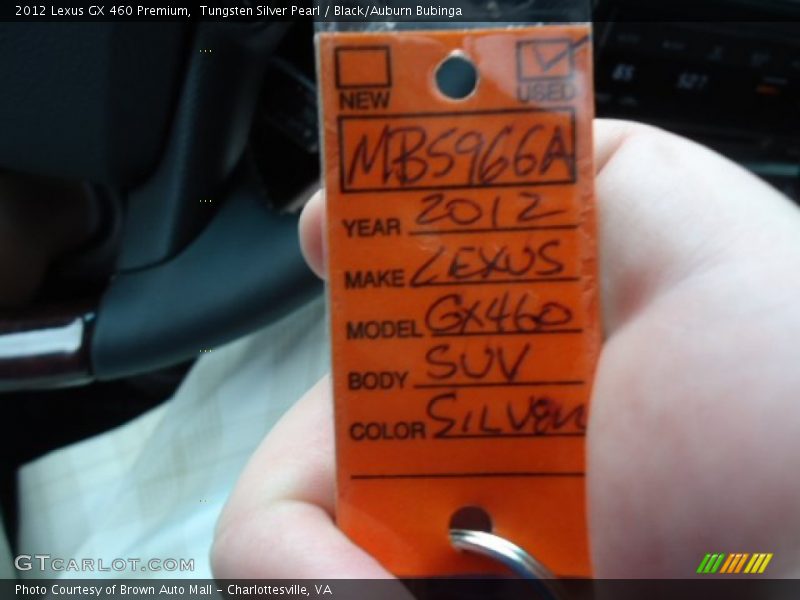 2012 Lexus GX 460 Premium, Tungsten Silver Pearl / Black/Auburn Bubinga
NEW USED
MB5966A
YEAR 2012
MAKE LEXUS
MODEL GX460
BODY SUV
COLOR SILVER
GTCARLOT.COM
Photo Courtesy of Brown Auto Mall - Charlottesville, VA